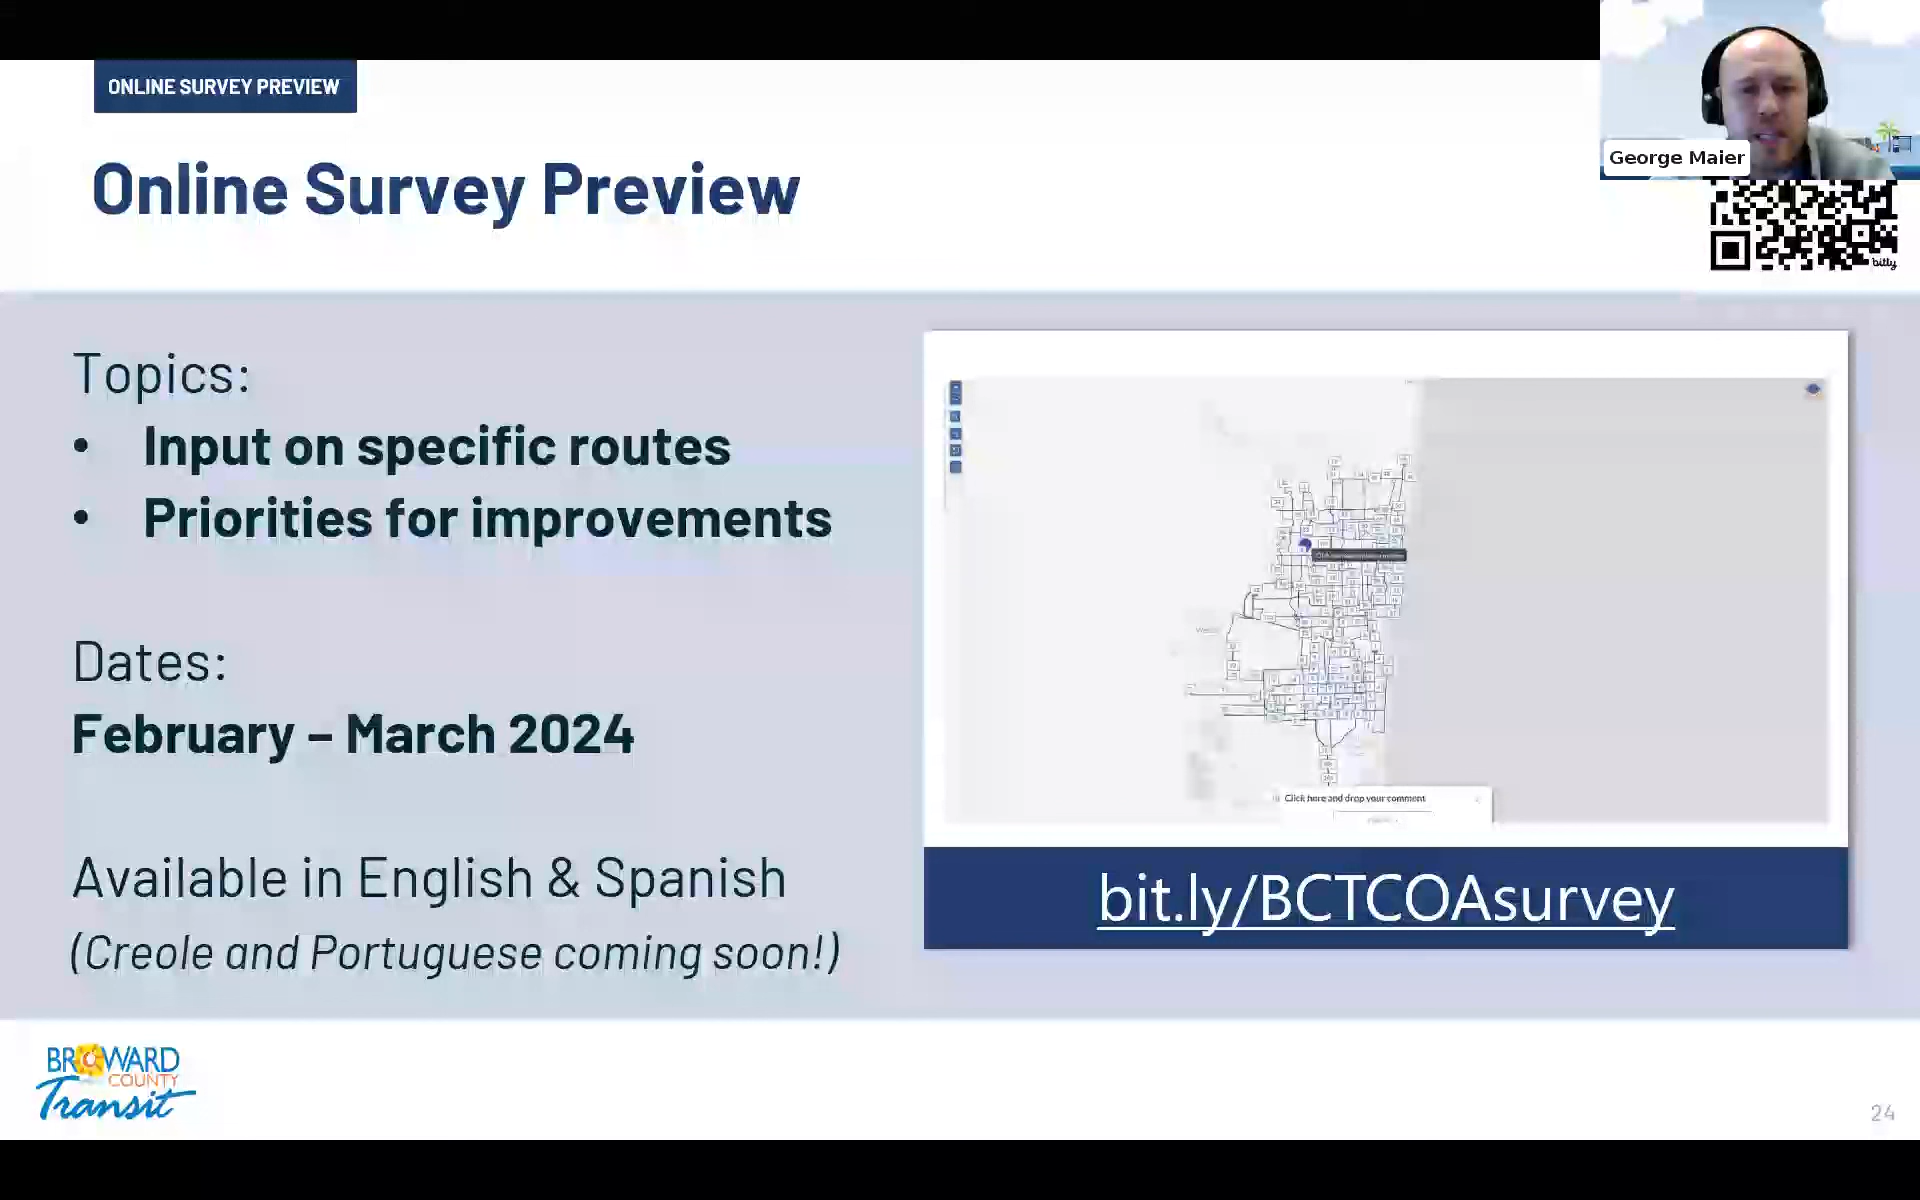 ONLINE SURVEY PREVIEW
Online Survey Preview
George Maier
bitly
Topics:
• Input on specific routes
• Priorities for improvements
Dates:
February – March 2024
Available in English & Spanish
(Creole and Portuguese coming soon!)
Click here and drop your comment
bit.ly/BCTCOAsurvey
BROWARD
COUNTY
Transit
24